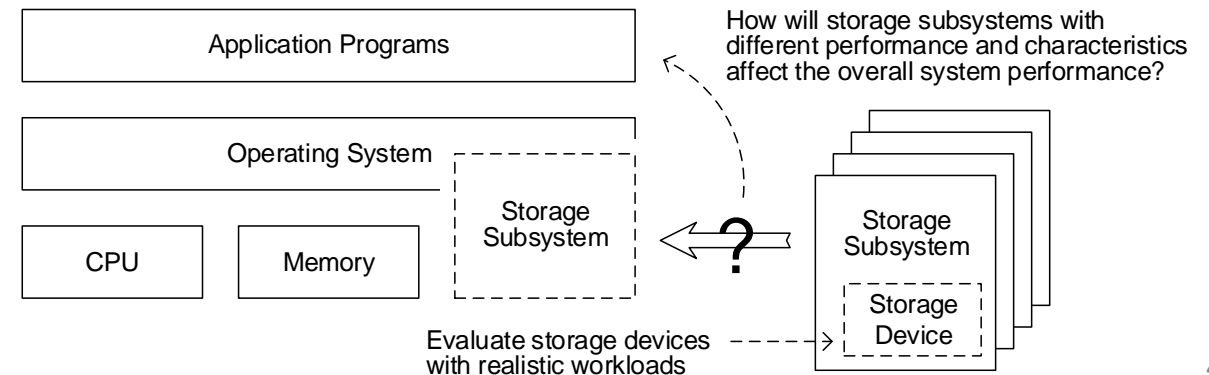 Application Programs
How will storage subsystems with
different performance and characteristics
affect the overall system performance?
Operating System
Storage
Subsystem
?
Storage
Subsystem
CPU
Memory
Storage
Device
Evaluate storage devices
with realistic workloads